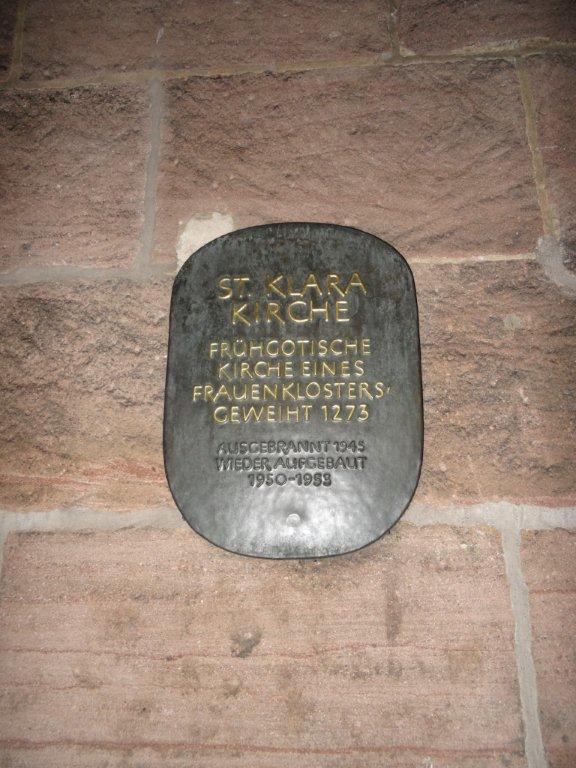 ST. KLARA
KIRCHE
FRÜHGOTISCHE
KIRCHE EINES
FRAUENKLOSTERS,
GEWEIHT 1273
AUSGEBRANNT 1945
WIEDER AUFGEBAUT
1950-1953